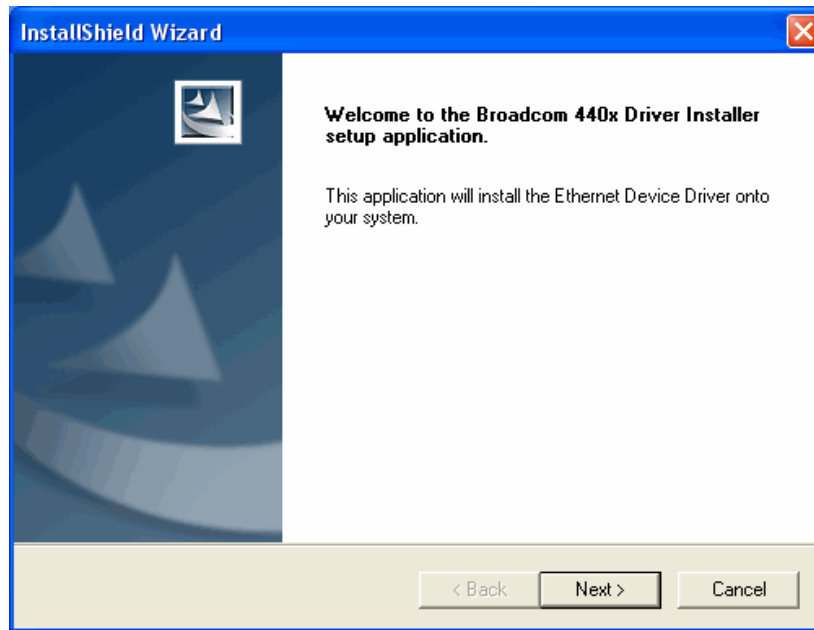 InstallShield Wizard
Welcome to the Broadcom 440x Driver Installer
setup application.
This application will install the Ethernet Device Driver onto
your system.
< Back
Next >
Cancel